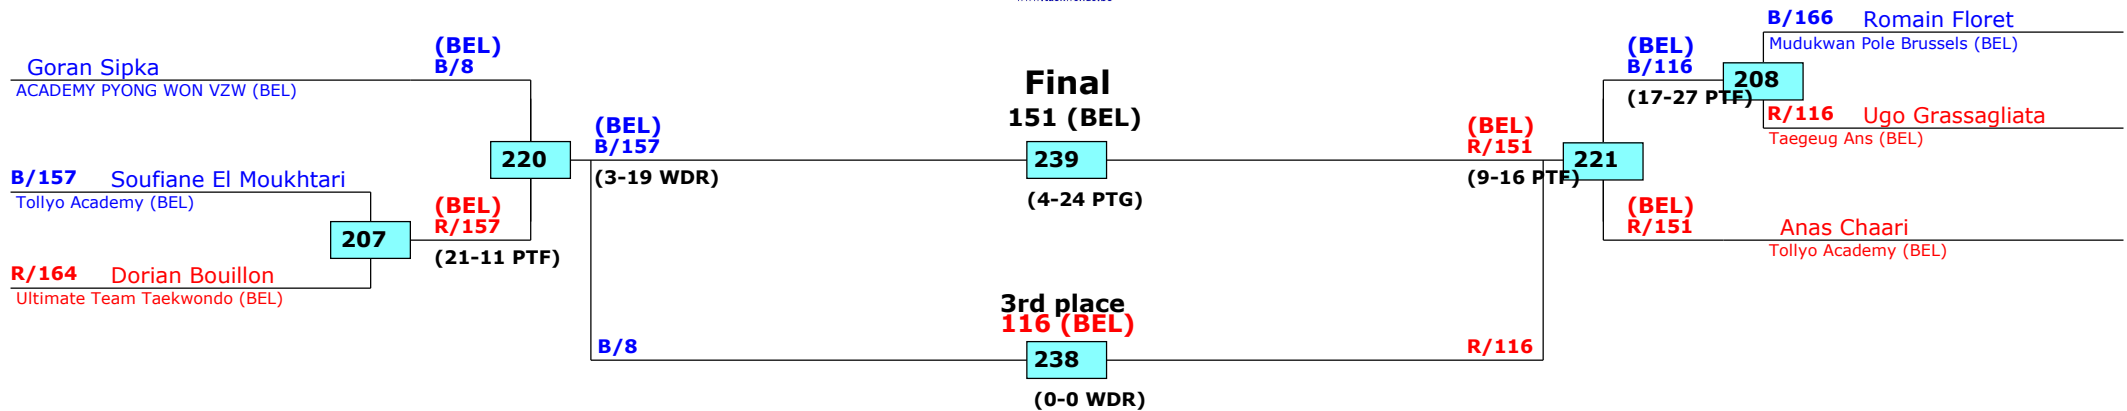 B/166 Romain Floret
Mudukwan Pole Brussels (BEL)
(BEL)
B/8
Goran Sipka
ACADEMY PYONG WON VZW (BEL)
Final
151 (BEL)
(BEL)
B/116
208
(17-27 PTF)
R/116 Ugo Grassagliata
Taegeug Ans (BEL)
(BEL)
B/157
220
(3-19 WDR)
239
(4-24 PTG)
(BEL)
R/151
221
(9-16 PTF)
B/157 Soufiane El Moukhtari
Tollyo Academy (BEL)
(BEL)
R/157
207
(21-11 PTF)
(BEL)
R/151
Anas Chaari
Tollyo Academy (BEL)
R/164 Dorian Bouillon
Ultimate Team Taekwondo (BEL)
3rd place
116 (BEL)
B/8
238
R/116
(0-0 WDR)